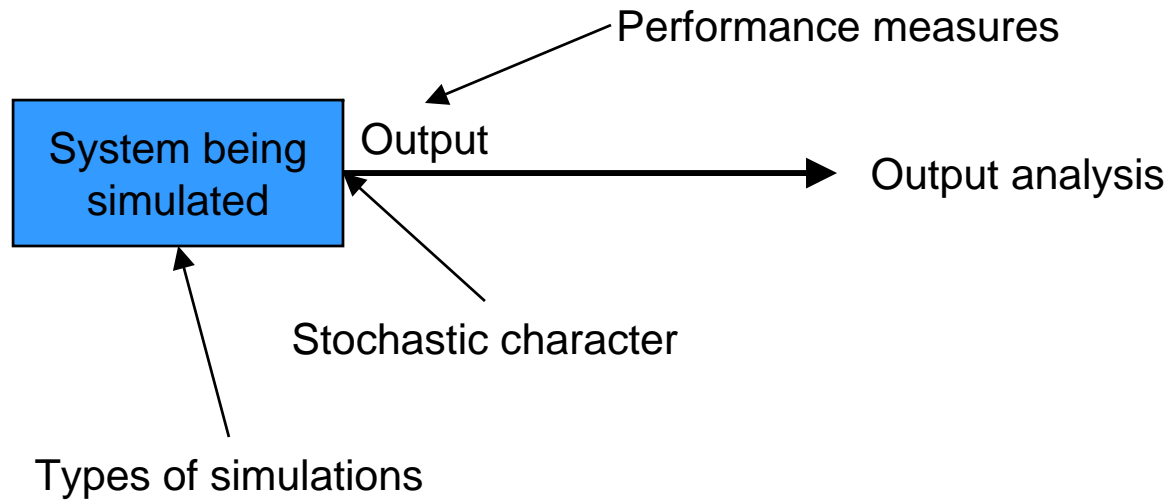 Performance measures
System being
simulated
Output
Output analysis
Stochastic character
Types of simulations